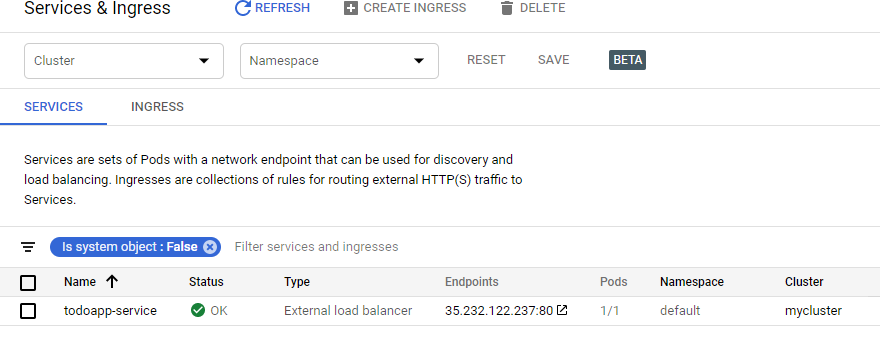 Services & Ingress REFRESH CREATE INGRESS DELETE
Cluster Namespace RESET SAVE BETA
SERVICES INGRESS
Services are sets of Pods with a network endpoint that can be used for discovery and
load balancing. Ingresses are collections of rules for routing external HTTP(S) traffic to
Services.
Is system object : False Filter services and ingresses
Name Status Type Endpoints Pods Namespace Cluster
todoapp-service OK External load balancer 35.232.122.237:80 1/1 default mycluster